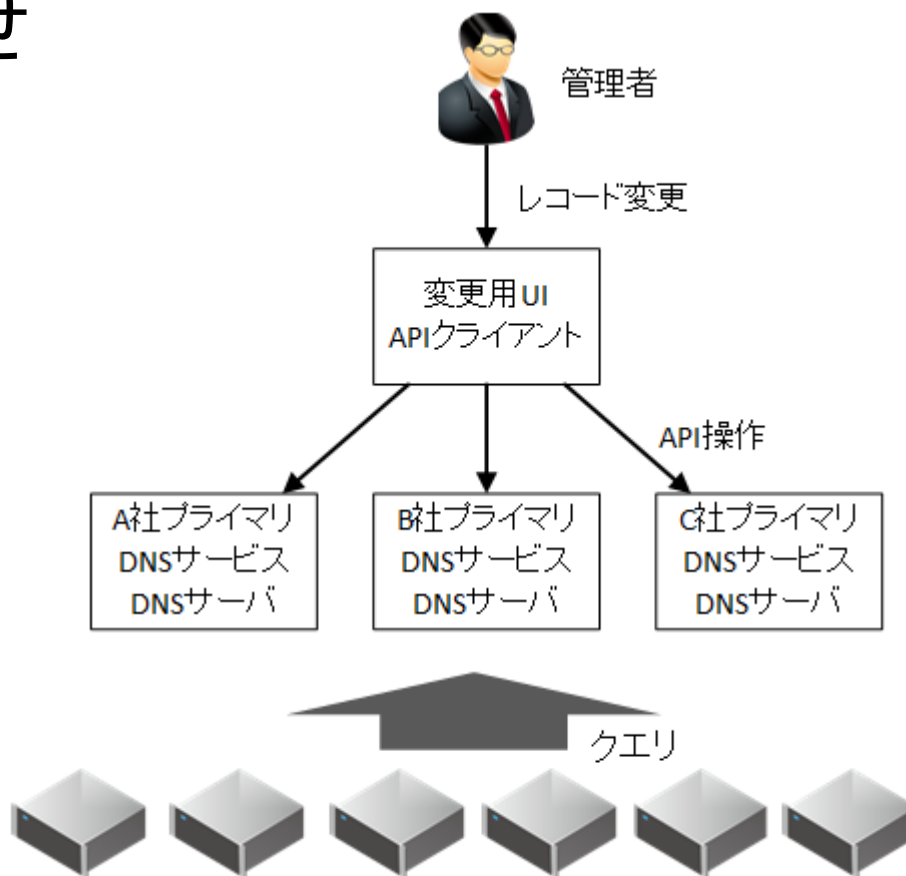 せ
管理者
レコード変更
変更用UI
APIクライアント
API操作
A社プライマリ
DNSサービス
DNSサーバ
B社プライマリ
DNSサービス
DNSサーバ
C社プライマリ
DNSサービス
DNSサーバ
クエリ